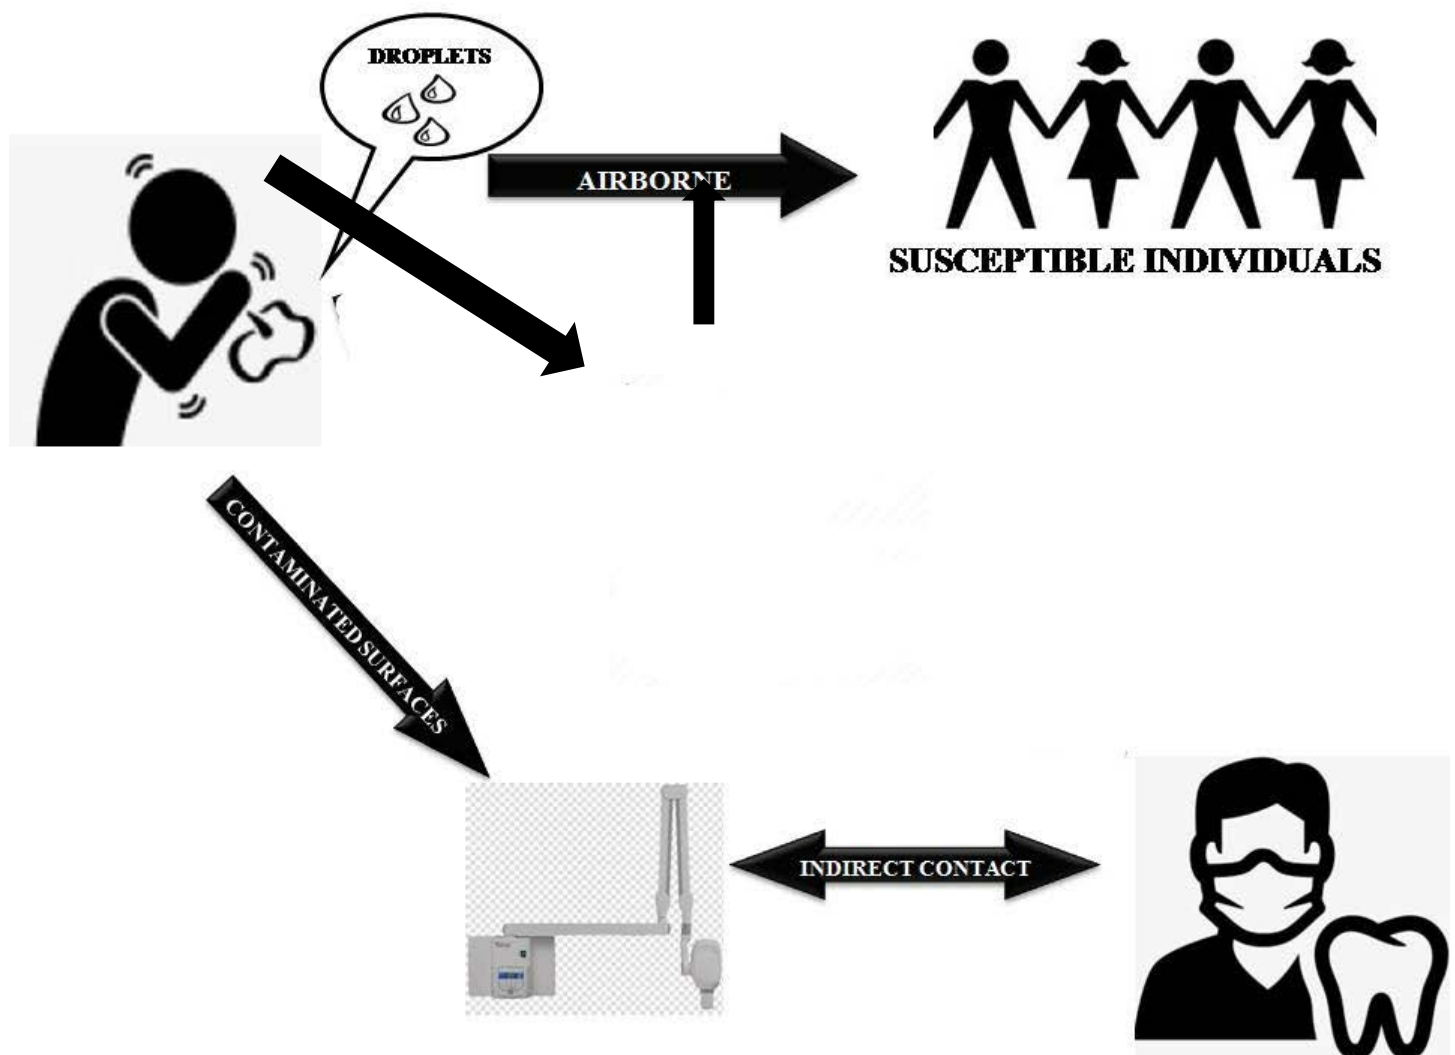 DROPLETS
AIRBORNE
SUSCEPTIBLE INDIVIDUALS
CONTAMINATED SURFACES
INDIRECT CONTACT